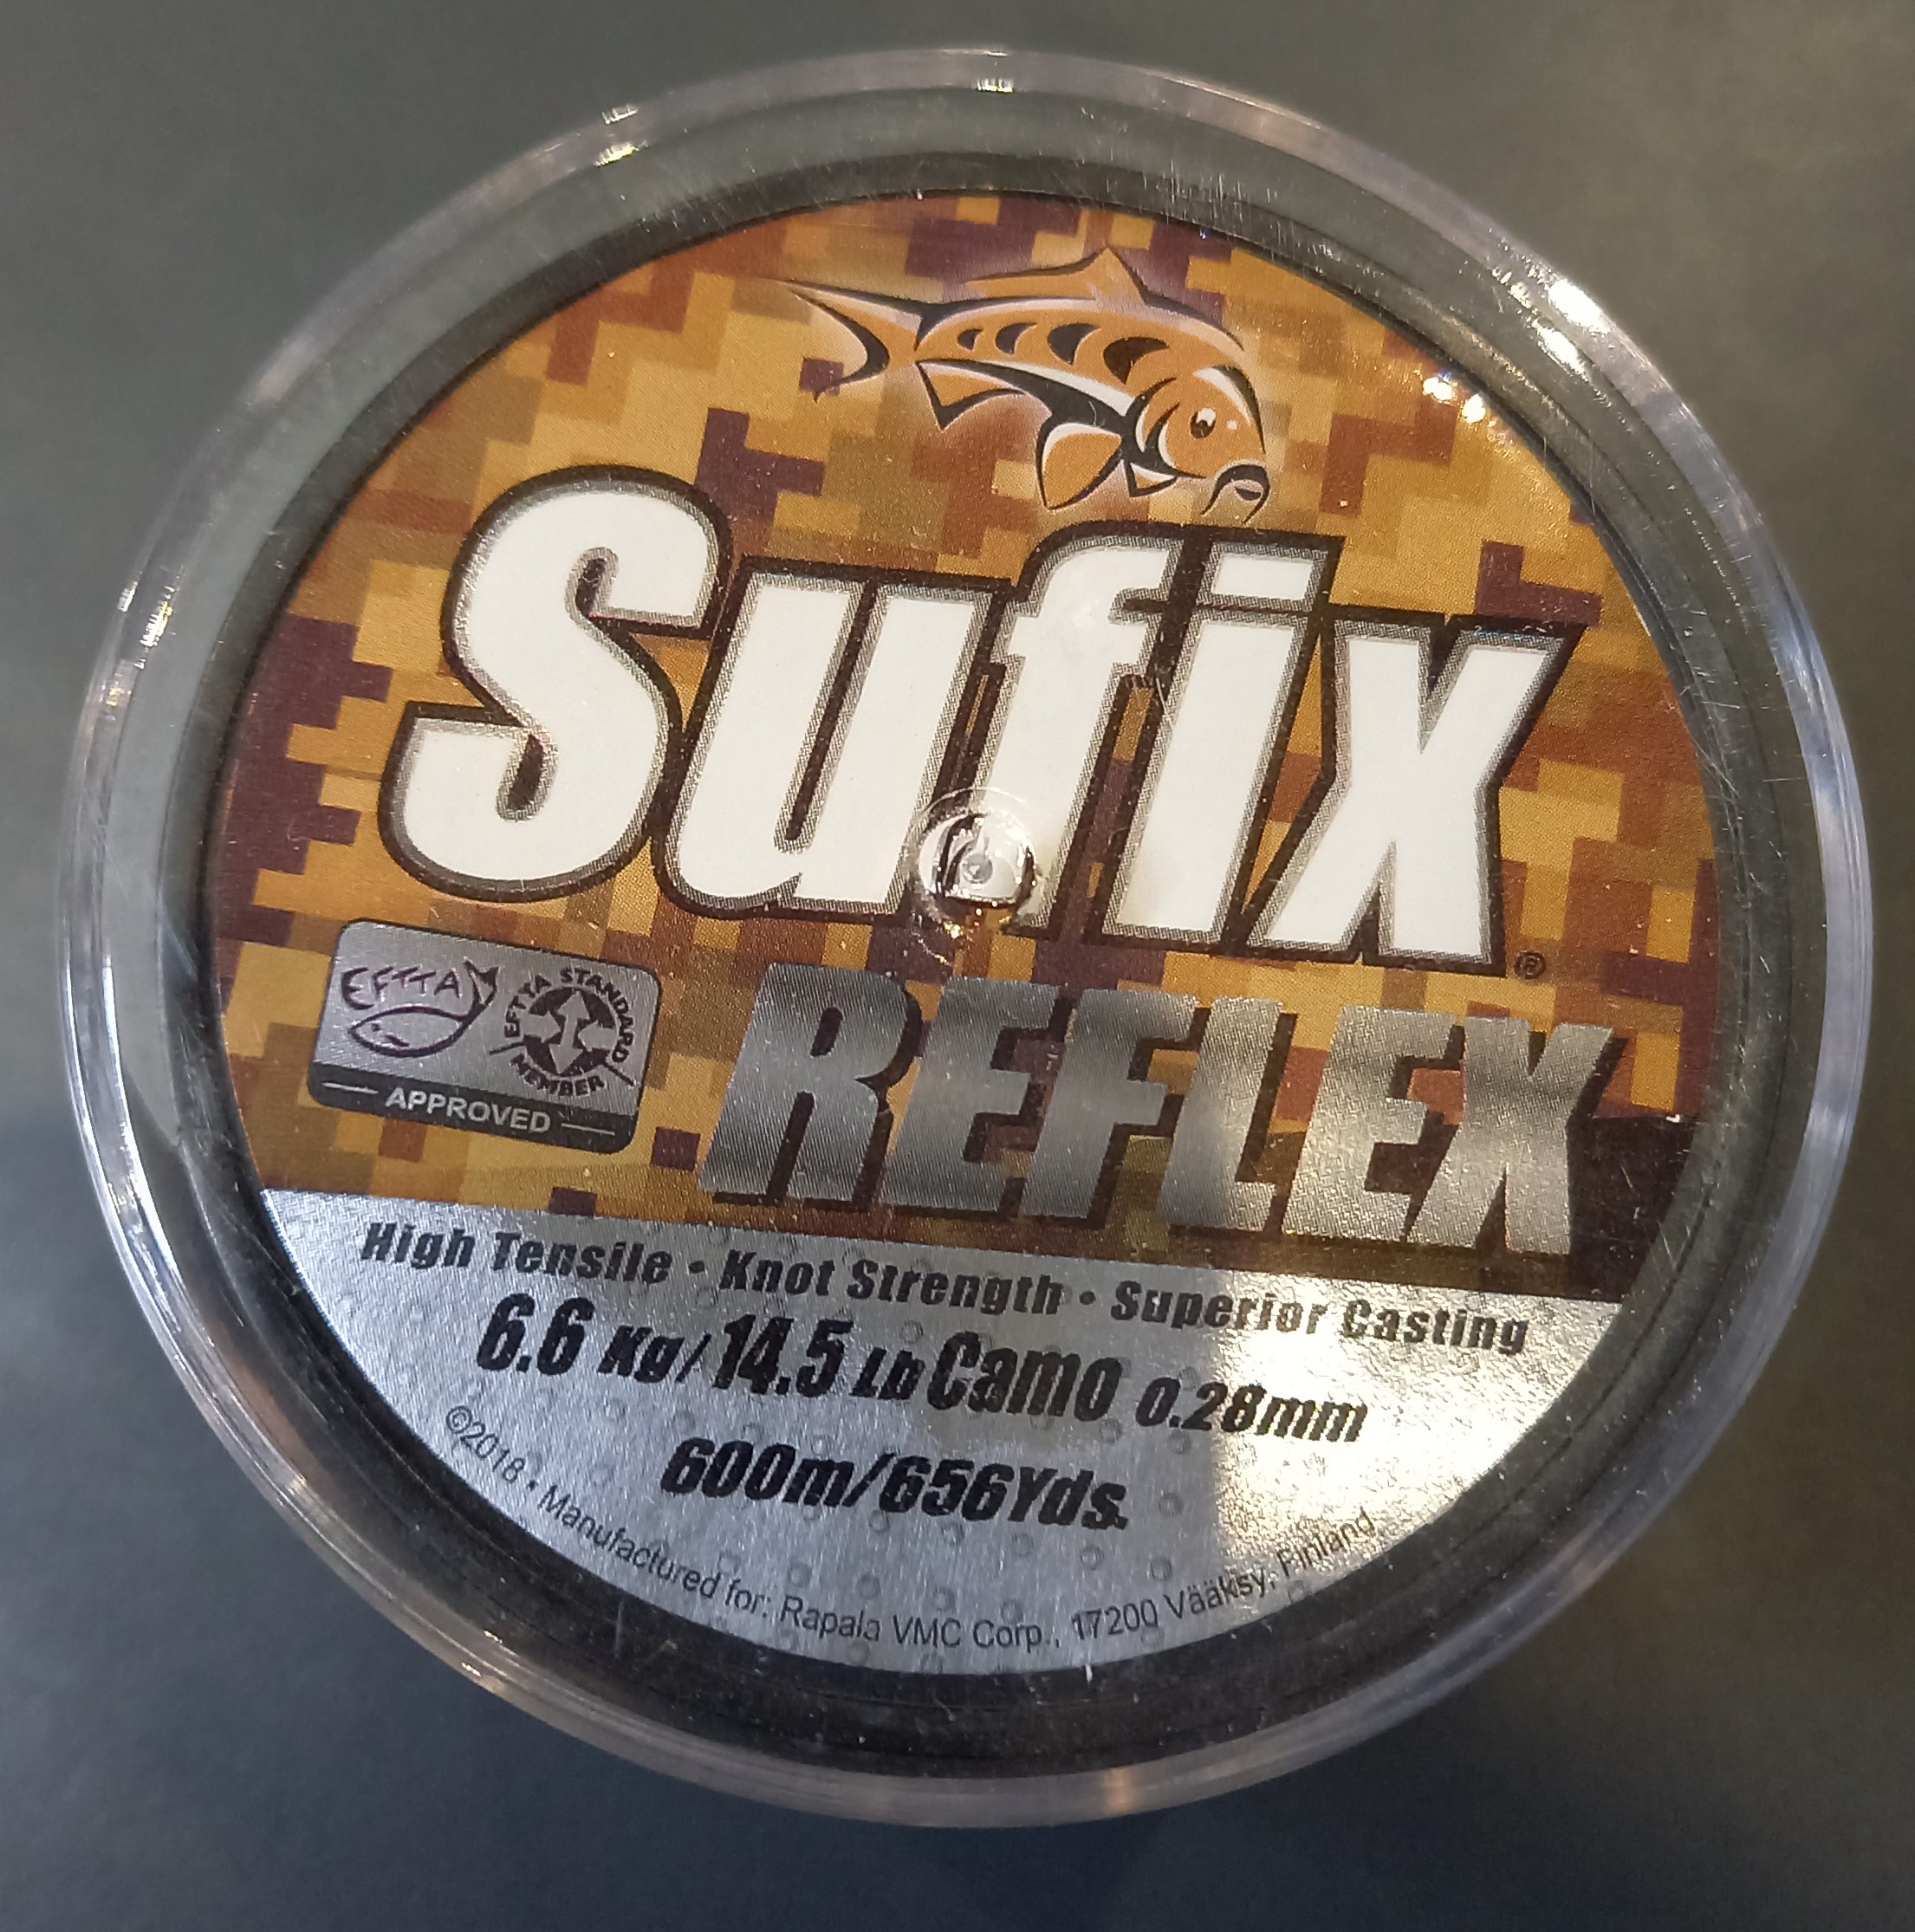 Sufix®
EFTTA
EFTTA STANDARD
MEMBER
APPROVED
REFLEX
High Tensile • Knot Strength • Superior Casting
6.6 Kg/14.5 Lb Camo 0.28mm
600m/656Yds.
©2018 • Manufactured for: Rapala VMC Corp., 17200 Vääksy, Finland